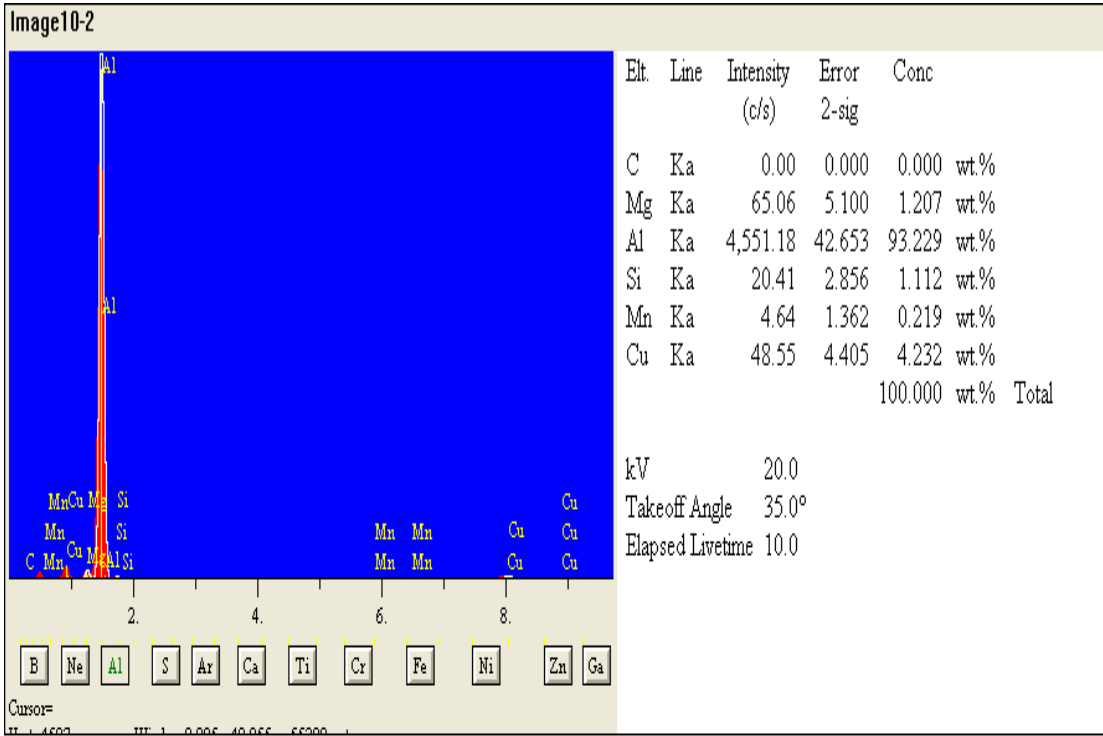 Image10-2
Al
Al
Mn Cu Mg Si Cu
Mn Si Mn Mn Cu Cu
C Mn Cu Mg Al Si Mn Mn Cu Cu
2. 4. 6. 8.
B Ne Al S Ar Ca Ti Cr Fe Ni Zn Ga
Cursor=
Elt. Line Intensity Error Conc
(c/s) 2-sig
C Ka 0.00 0.000 0.000 wt.%
Mg Ka 65.06 5.100 1.207 wt.%
Al Ka 4,551.18 42.653 93.229 wt.%
Si Ka 20.41 2.856 1.112 wt.%
Mn Ka 4.64 1.362 0.219 wt.%
Cu Ka 48.55 4.405 4.232 wt.%
100.000 wt.% Total
kV 20.0
Takeoff Angle 35.0°
Elapsed Livetime 10.0